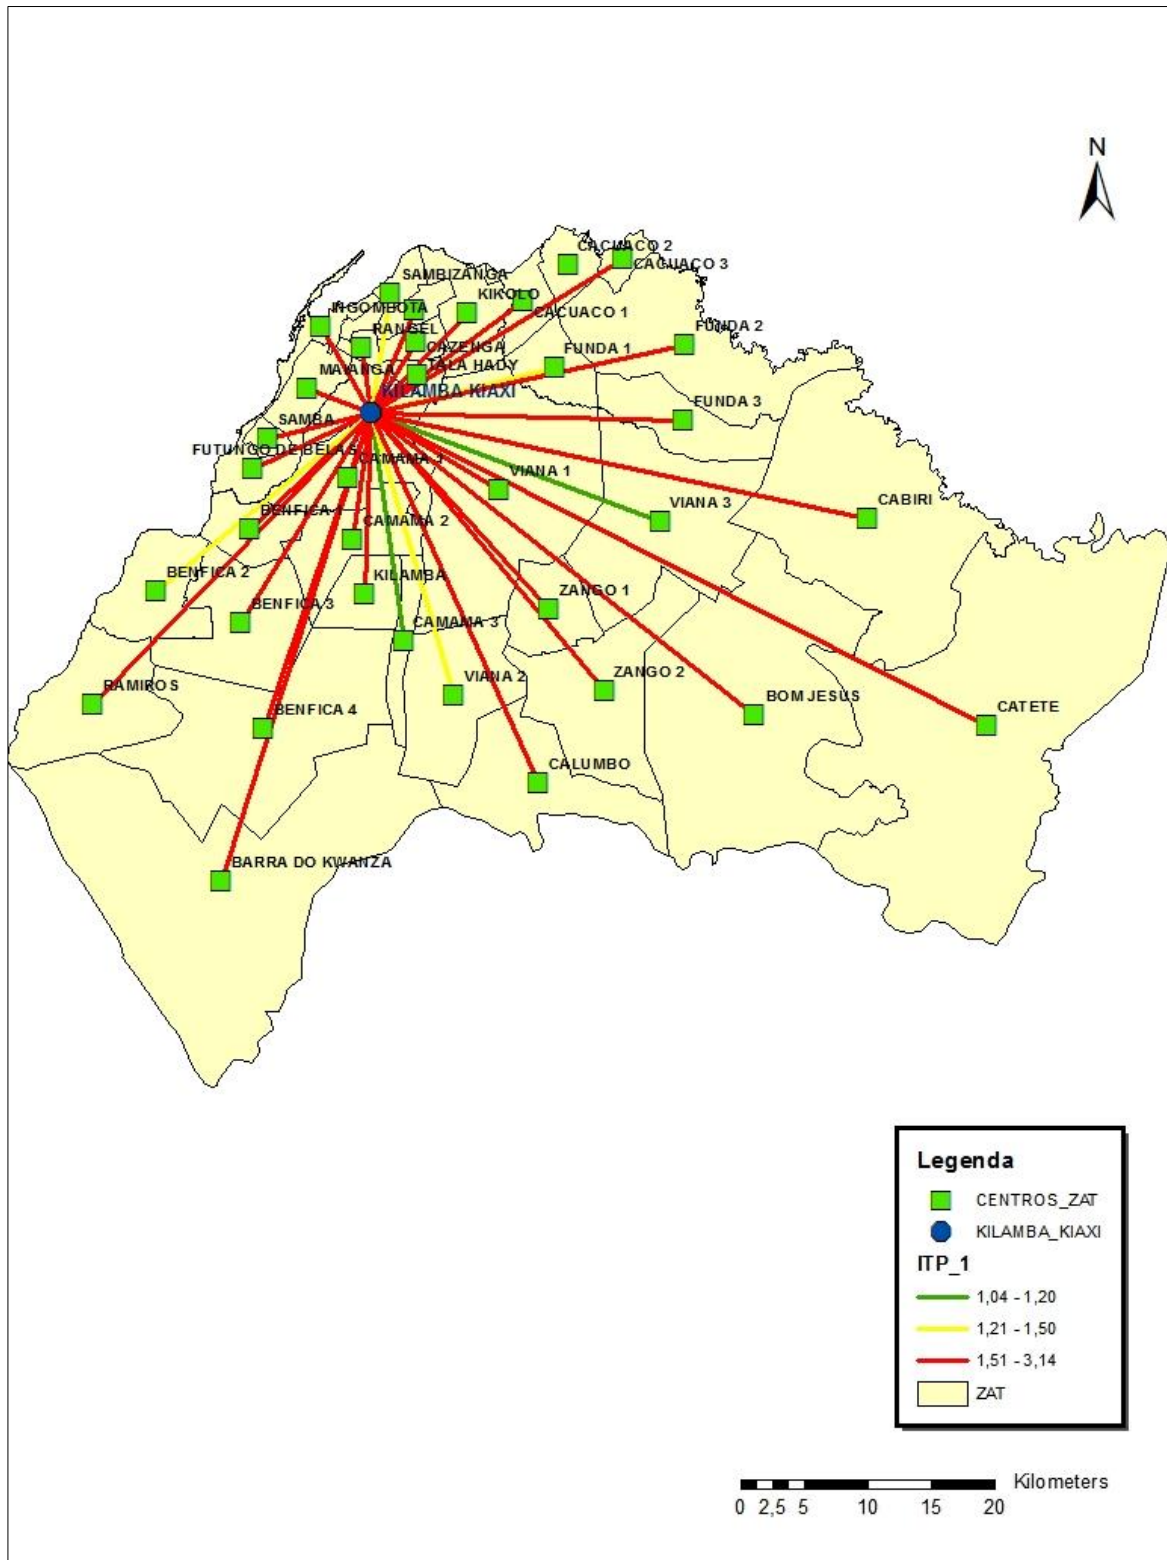 N
CACUACO 2
CACUACO 3
SAMBIZANGA
KIKOLO
INGOMBOTA
CACUACO 1
RANGEL
FUNDA 2
CAZENGA
FUNDA 1
TALA HADY
MAIANGA
KILAMBA KIAXI
FUNDA 3
SAMBA
FUTUNGO DE BELAS
CAMAMA 1
VIANA 1
VIANA 3
CABIRI
BENFICA 1
CAMAMA 2
BENFICA 2
KILAMBA
ZANGO 1
BENFICA 3
CAMAMA 3
VIANA 2
ZANGO 2
RAMIROS
BOM JESUS
CATETE
BENFICA 4
CALUMBO
BARRA DO KWANZA
Legenda
CENTROS_ZAT
KILAMBA_KIAXI
ITP_1
1,04 - 1,20
1,21 - 1,50
1,51 - 3,14
ZAT
Kilometers
0 2,5 5 10 15 20